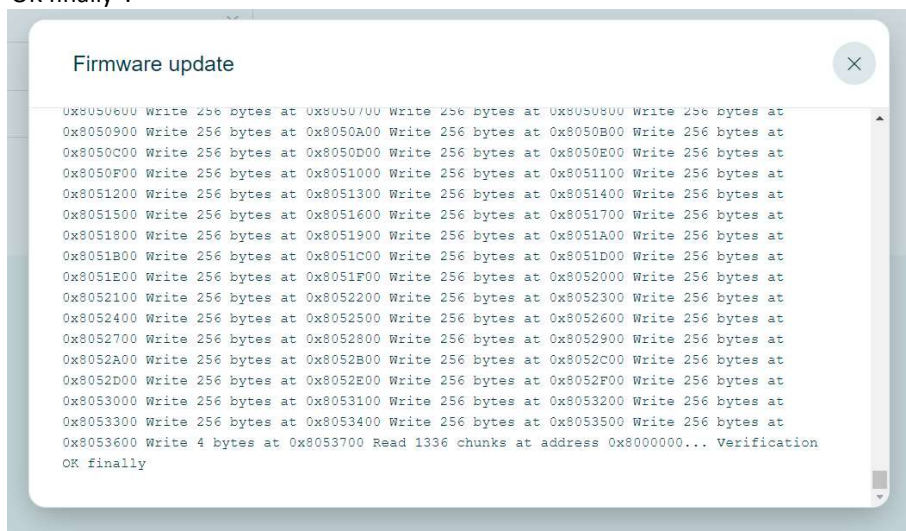 OK finally".
Firmware update
0x8050600 Write 256 bytes at 0x8050700 Write 256 bytes at 0x8050800 Write 256 bytes at
0x8050900 Write 256 bytes at 0x8050A00 Write 256 bytes at 0x8050B00 Write 256 bytes at
0x8050C00 Write 256 bytes at 0x8050D00 Write 256 bytes at 0x8050E00 Write 256 bytes at
0x8050F00 Write 256 bytes at 0x8051000 Write 256 bytes at 0x8051100 Write 256 bytes at
0x8051200 Write 256 bytes at 0x8051300 Write 256 bytes at 0x8051400 Write 256 bytes at
0x8051500 Write 256 bytes at 0x8051600 Write 256 bytes at 0x8051700 Write 256 bytes at
0x8051800 Write 256 bytes at 0x8051900 Write 256 bytes at 0x8051A00 Write 256 bytes at
0x8051B00 Write 256 bytes at 0x8051C00 Write 256 bytes at 0x8051D00 Write 256 bytes at
0x8051E00 Write 256 bytes at 0x8051F00 Write 256 bytes at 0x8052000 Write 256 bytes at
0x8052100 Write 256 bytes at 0x8052200 Write 256 bytes at 0x8052300 Write 256 bytes at
0x8052400 Write 256 bytes at 0x8052500 Write 256 bytes at 0x8052600 Write 256 bytes at
0x8052700 Write 256 bytes at 0x8052800 Write 256 bytes at 0x8052900 Write 256 bytes at
0x8052A00 Write 256 bytes at 0x8052B00 Write 256 bytes at 0x8052C00 Write 256 bytes at
0x8052D00 Write 256 bytes at 0x8052E00 Write 256 bytes at 0x8052F00 Write 256 bytes at
0x8053000 Write 256 bytes at 0x8053100 Write 256 bytes at 0x8053200 Write 256 bytes at
0x8053300 Write 256 bytes at 0x8053400 Write 256 bytes at 0x8053500 Write 256 bytes at
0x8053600 Write 4 bytes at 0x8053700 Read 1336 chunks at address 0x8000000... Verification
OK finally